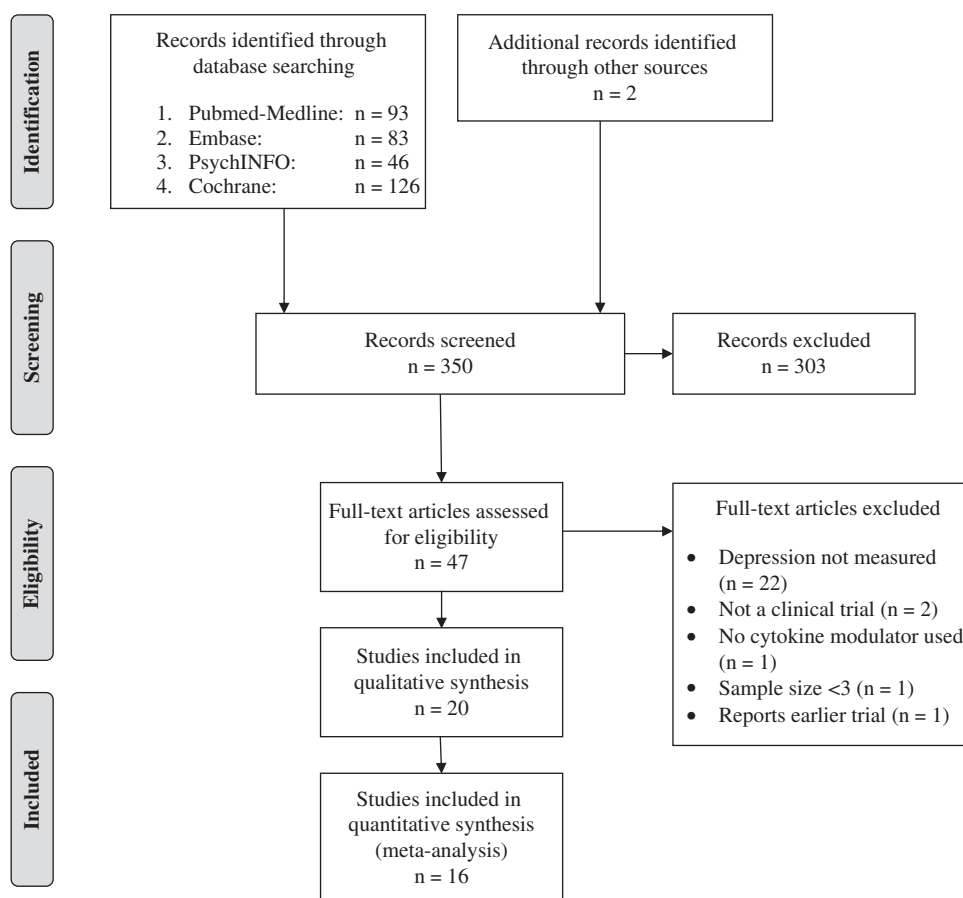 Identification
Records identified through
database searching
1. Pubmed-Medline: n = 93
2. Embase: n = 83
3. PsychINFO: n = 46
4. Cochrane: n = 126
Additional records identified
through other sources
n = 2
Screening
Records screened
n = 350
Records excluded
n = 303
Eligibility
Full-text articles assessed
for eligibility
n = 47
Full-text articles excluded
• Depression not measured
(n = 22)
• Not a clinical trial (n = 2)
• No cytokine modulator used
(n = 1)
• Sample size <3 (n = 1)
• Reports earlier trial (n = 1)
Studies included in
qualitative synthesis
n = 20
Included
Studies included in
quantitative synthesis
(meta-analysis)
n = 16